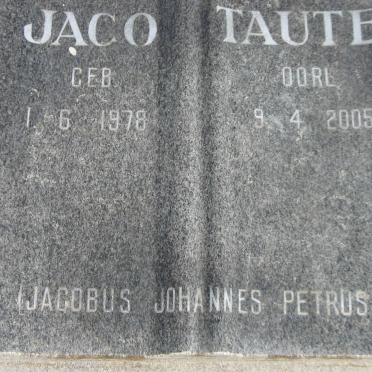 JACO TAUTE
GEB. OORL.
1 6 1978 9 4 2005
(JACOBUS JOHANNES PETRUS